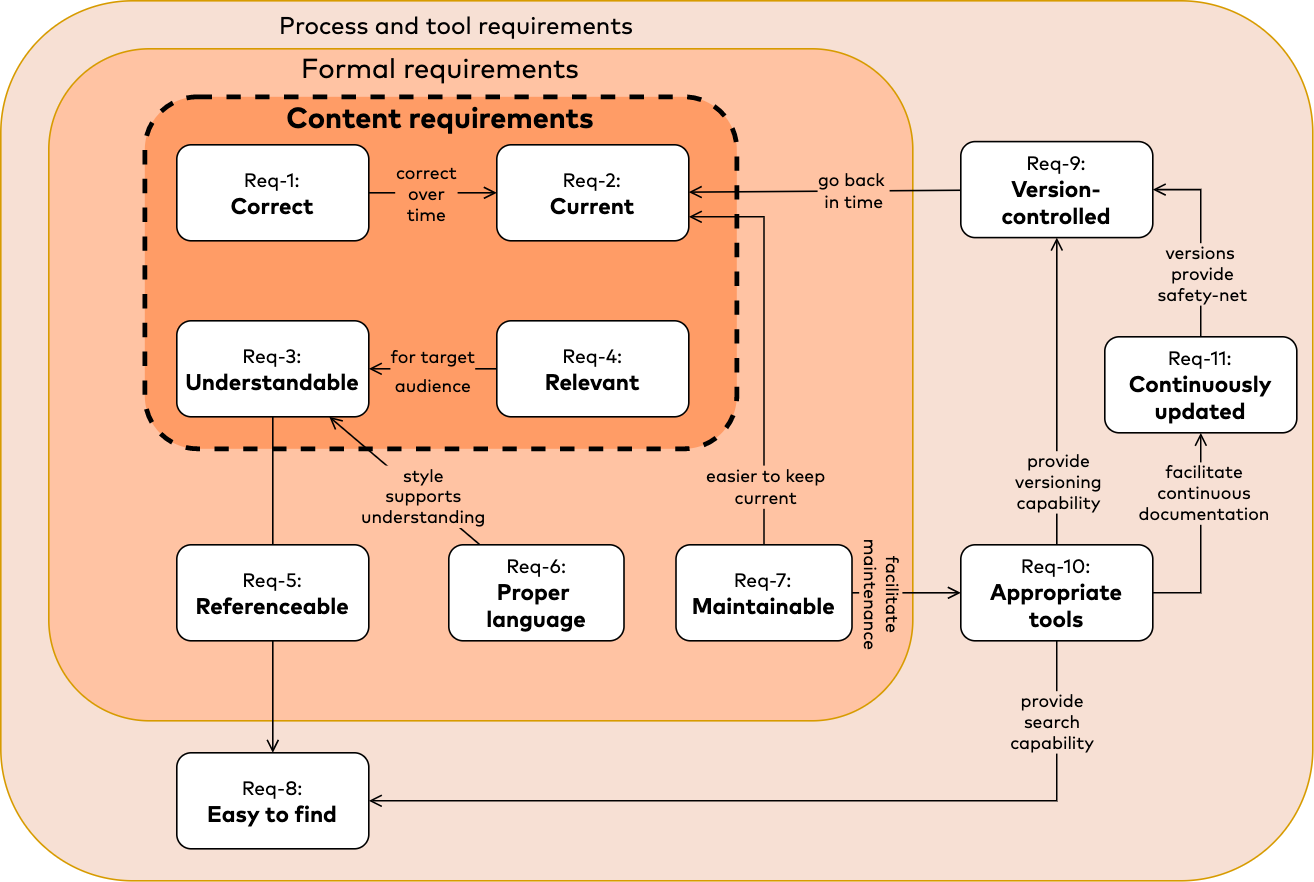 Process and tool requirements
Formal requirements
Content requirements
Req-1:
Correct
correct
over
time
Req-2:
Current
go back
in time
Req-9:
Version-
controlled
versions
provide
safety-net
Req-3:
Understandable
for target
audience
Req-4:
Relevant
Req-11:
Continuously
updated
style
supports
understanding
easier to keep
current
provide
versioning
capability
facilitate
continuous
documentation
Req-5:
Referenceable
Req-6:
Proper
language
Req-7:
Maintainable
facilitate
maintenance
Req-10:
Appropriate
tools
provide
search
capability
Req-8:
Easy to find